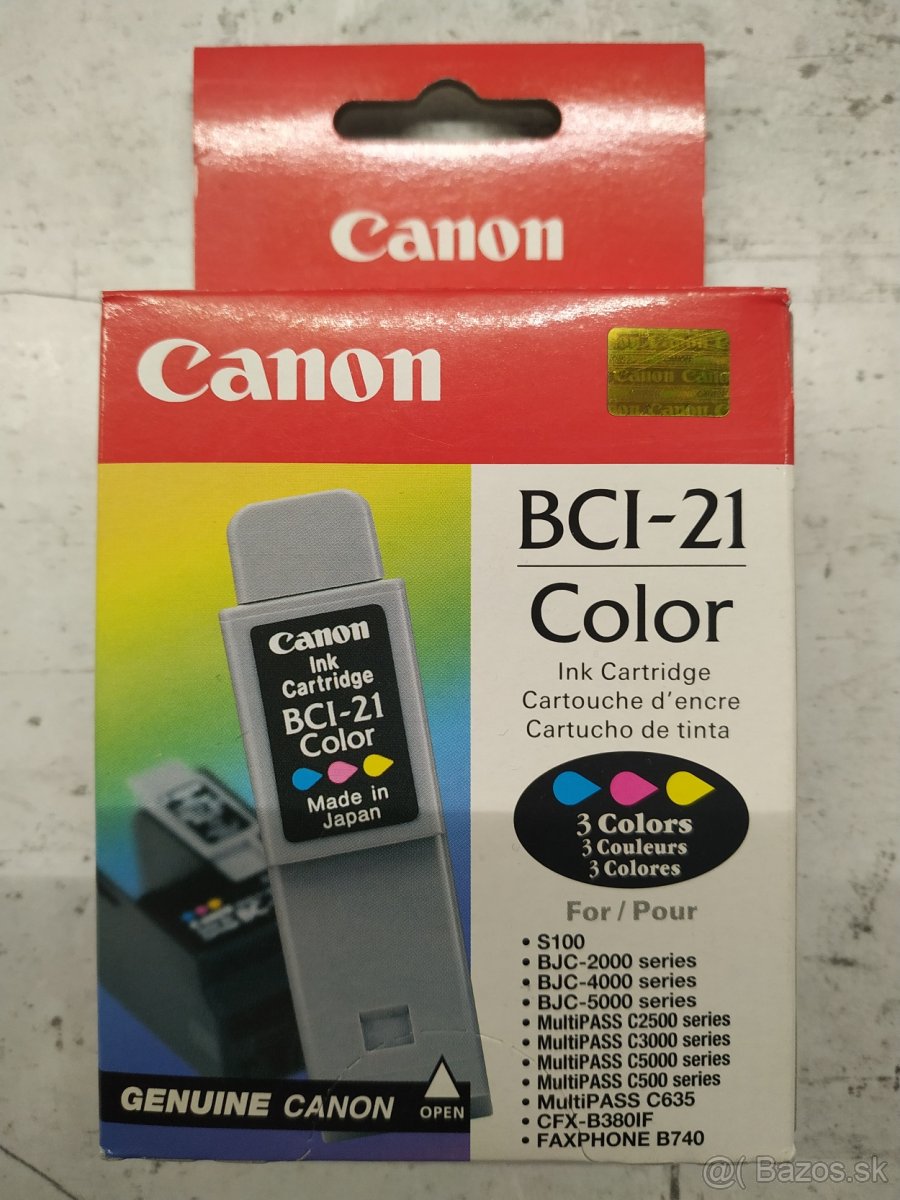 Canon
Canon
Canon Canon
BCI-21
Color
Ink Cartridge
Cartouche d'encre
Cartucho de tinta
3 Colors
3 Couleurs
3 Colores
For / Pour
• S100
• BJC-2000 series
• BJC-4000 series
• BJC-5000 series
• MultiPASS C2500 series
• MultiPASS C3000 series
• MultiPASS C5000 series
• MultiPASS C500 series
• MultiPASS C635
• CFX-B380IF
• FAXPHONE B740
Canon
Ink
Cartridge
BCI-21
Color
Made in
Japan
GENUINE CANON
OPEN
@( Bazos.sk